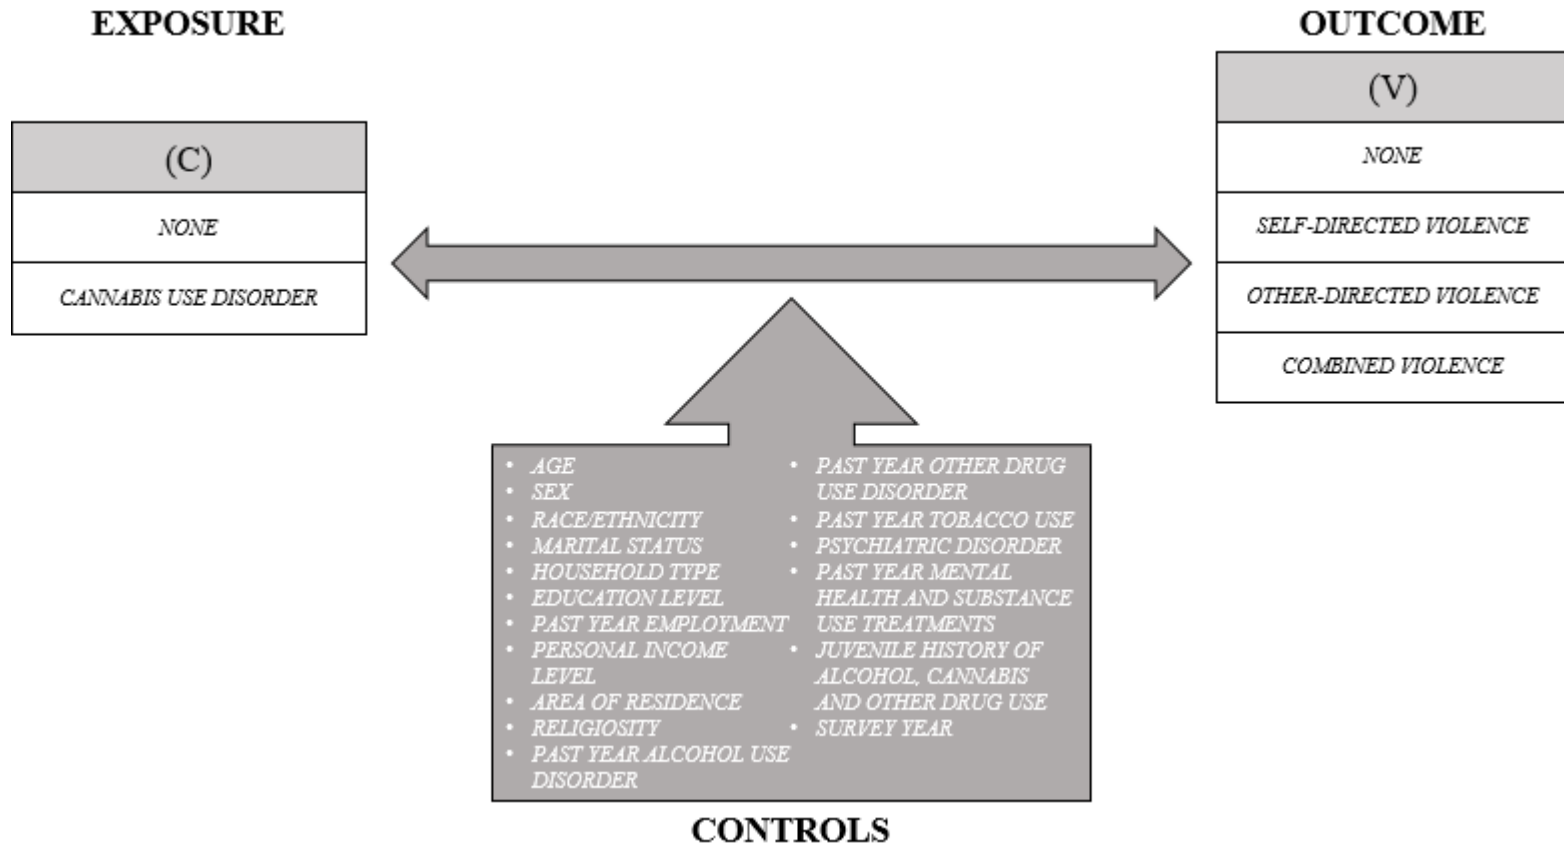 EXPOSURE
OUTCOME
(C)
NONE
CANNABIS USE DISORDER
(V)
NONE
SELF-DIRECTED VIOLENCE
OTHER-DIRECTED VIOLENCE
COMBINED VIOLENCE
• AGE
• SEX
• RACE/ETHNICITY
• MARITAL STATUS
• HOUSEHOLD TYPE
• EDUCATION LEVEL
• PAST YEAR EMPLOYMENT
• PERSONAL INCOME
LEVEL
• AREA OF RESIDENCE
• RELIGIOSITY
• PAST YEAR ALCOHOL USE
DISORDER
• PAST YEAR OTHER DRUG
USE DISORDER
• PAST YEAR TOBACCO USE
• PSYCHIATRIC DISORDER
• PAST YEAR MENTAL
HEALTH AND SUBSTANCE
USE TREATMENTS
• JUVENILE HISTORY OF
ALCOHOL, CANNABIS
AND OTHER DRUG USE
• SURVEY YEAR
CONTROLS